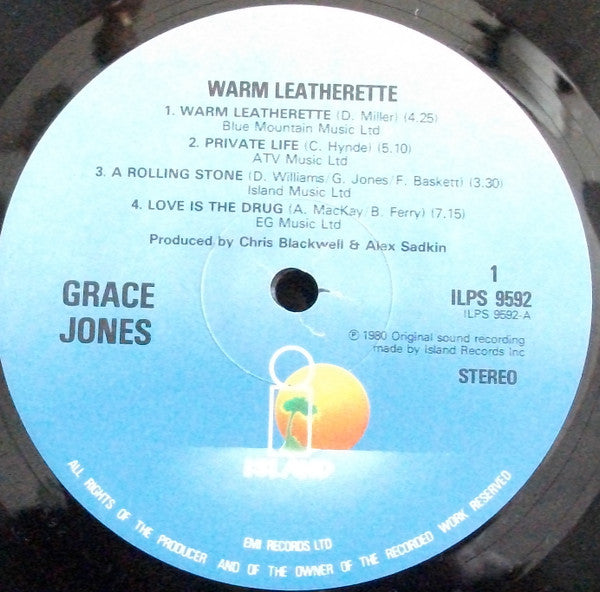 WARM LEATHERETTE
1. WARM LEATHERETTE (D. Miller) (4.25)
Blue Mountain Music Ltd
2. PRIVATE LIFE (C. Hynde) (5.10)
ATV Music Ltd
3. A ROLLING STONE (D. Williams/G. Jones/F. Baskett) (3.30)
Island Music Ltd
4. LOVE IS THE DRUG (A. MacKay/B. Ferry) (7.15)
EG Music Ltd
Produced by Chris Blackwell & Alex Sadkin
GRACE
JONES
1
ILPS 9592
ILPS 9592-A
℗ 1980 Original sound recording
made by Island Records Inc
STEREO
ISLAND
EMI RECORDS LTD
ALL RIGHTS OF THE PRODUCER AND OF THE OWNER OF THE RECORDED WORK RESERVED